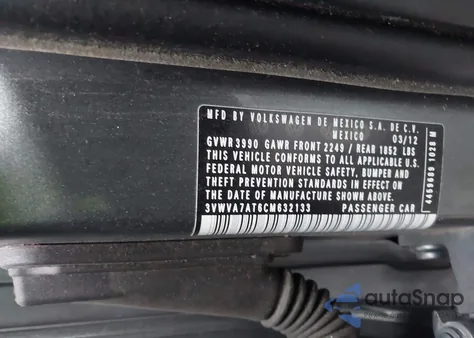 MFD BY VOLKSWAGEN DE MEXICO S.A. DE C.V.
MEXICO 03/12
GVWR 3990 GAWR FRONT 2249 / REAR 1852 LBS
THIS VEHICLE CONFORMS TO ALL APPLICABLE U.S.
FEDERAL MOTOR VEHICLE SAFETY, BUMPER AND
THEFT PREVENTION STANDARDS IN EFFECT ON
THE DATE OF MANUFACTURE SHOWN ABOVE.
3VWVA7AT6CM632133 PASSENGER CAR
autoSnap